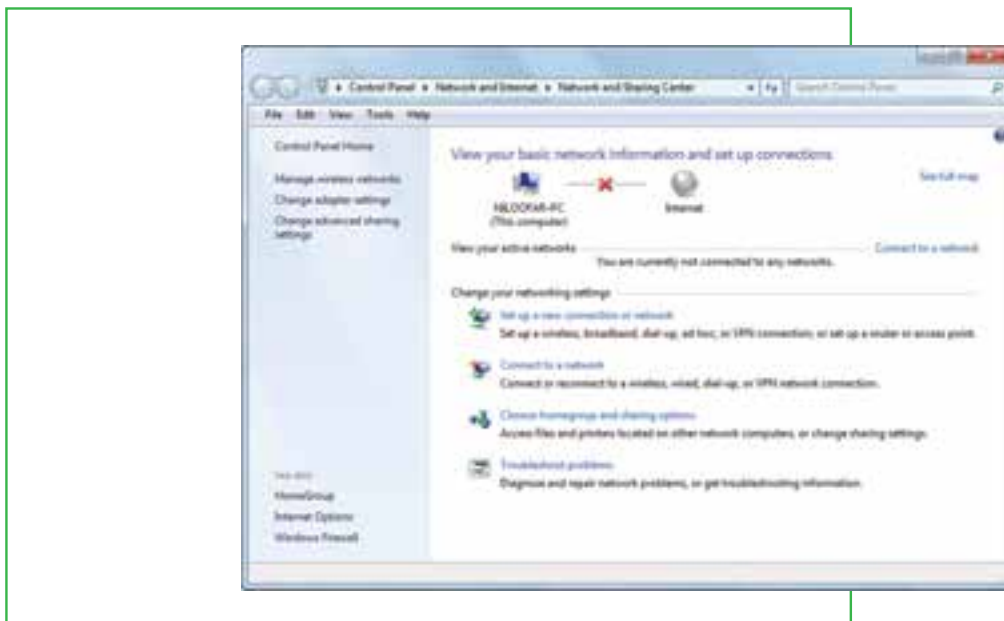 Control Panel ▸ Network and Internet ▸ Network and Sharing Center
Search Control Panel
File Edit View Tools Help
Control Panel Home
Manage wireless networks
Change adapter settings
Change advanced sharing
settings
See also
HomeGroup
Internet Options
Windows Firewall
View your basic network information and set up connections
NILOOFAR-PC
(This computer)
Internet
See full map
View your active networks
Connect to a network
You are currently not connected to any networks.
Change your networking settings
Set up a new connection or network
Set up a wireless, broadband, dial-up, ad hoc, or VPN connection; or set up a router or access point.
Connect to a network
Connect or reconnect to a wireless, wired, dial-up, or VPN network connection.
Choose homegroup and sharing options
Access files and printers located on other network computers, or change sharing settings.
Troubleshoot problems
Diagnose and repair network problems, or get troubleshooting information.